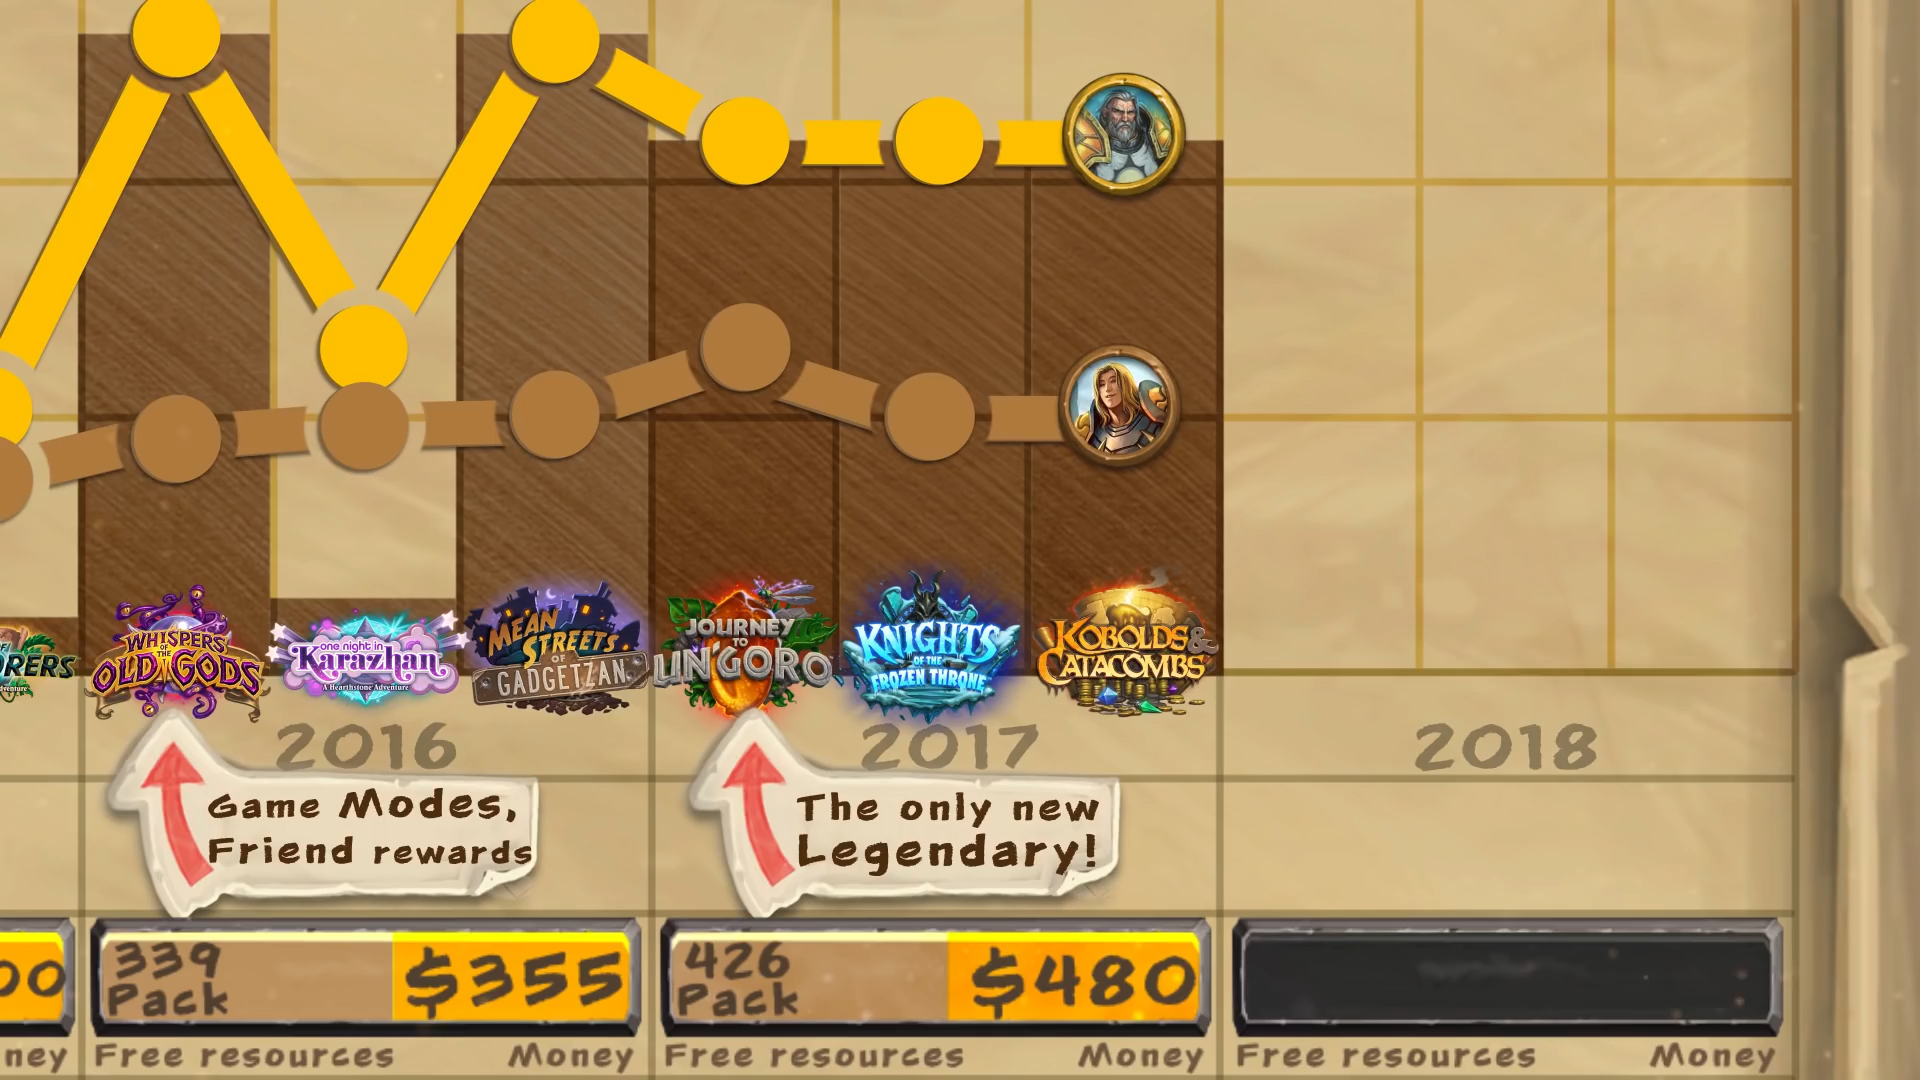 OF
ORERS
WHISPERS
OF THE
OLD GODS
one night in
Karazhan
A Hearthstone Adventure
MEAN
STREETS
OF
GADGETZAN
JOURNEY
TO
UN'GORO
KNIGHTS
OF THE
FROZEN THRONE
KOBOLDS &
CATACOMBS
2016
2017
2018
Game Modes,
Friend rewards
The only new
Legendary!
00
339
Pack
$355
426
Pack
$480
ney
Free resources
Money
Free resources
Money
Free resources
Money